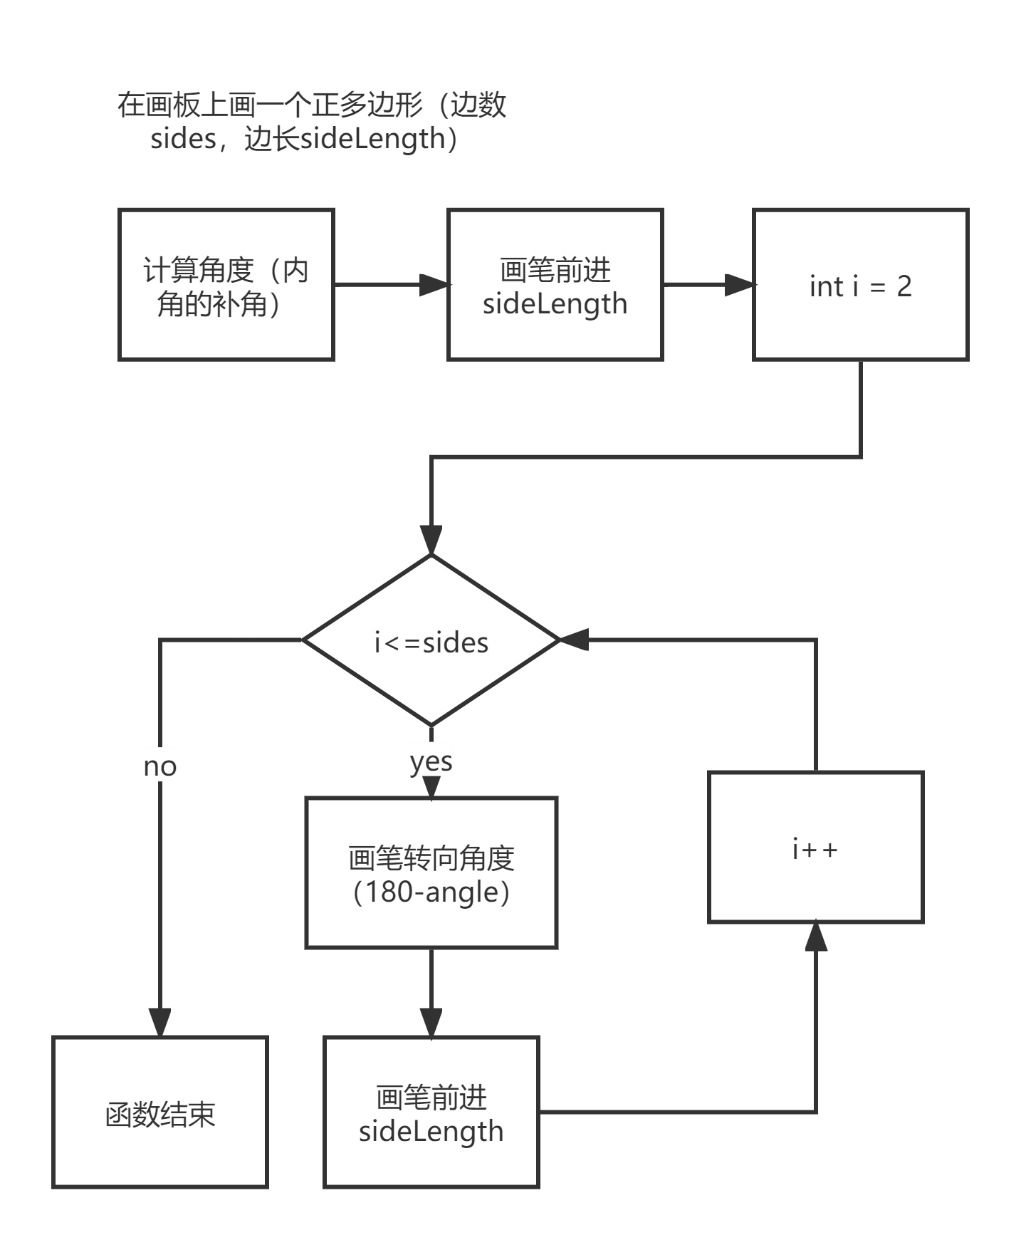 在画板上画一个正多边形（边数
sides，边长sideLength）
计算角度（内
角的补角）
画笔前进
sideLength
int i = 2
i<=sides
no
yes
画笔转向角度
（180-angle）
i++
函数结束
画笔前进
sideLength